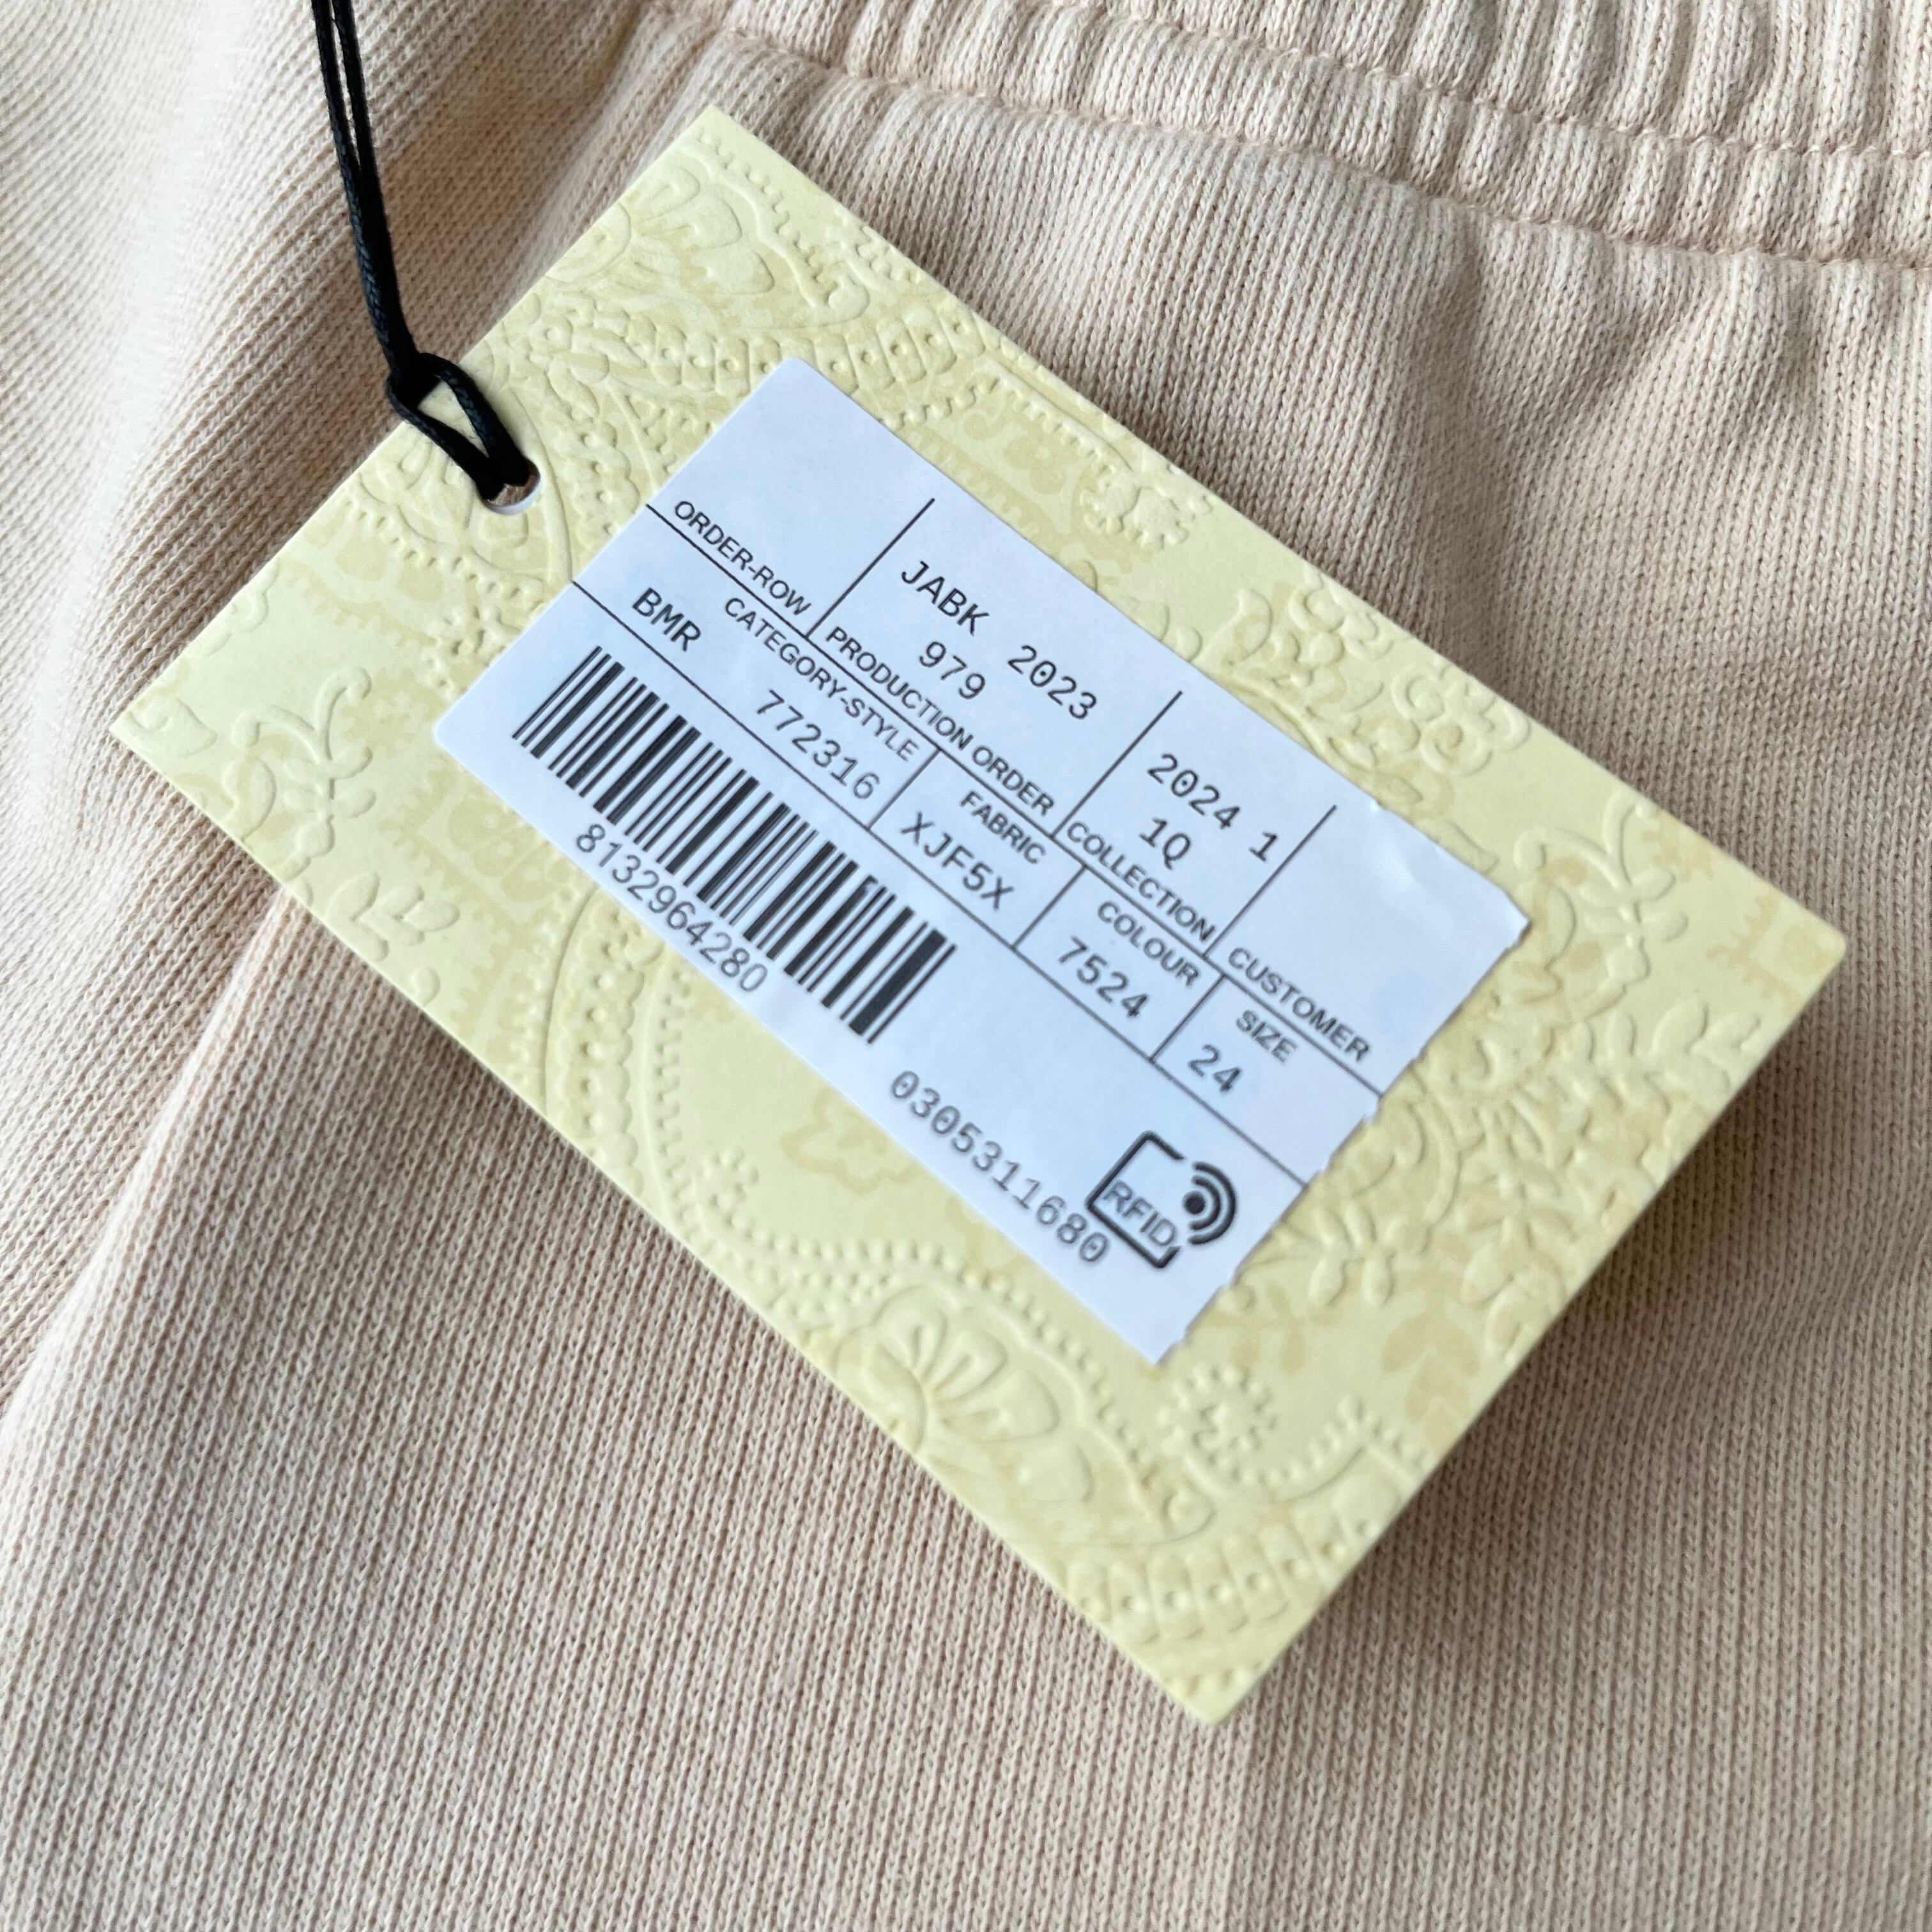 JABK 2023 2024 1
979 1Q
ORDER-ROW PRODUCTION ORDER COLLECTION CUSTOMER
CATEGORY-STYLE FABRIC COLOUR SIZE
BMR 772316 XJF5X 7524 24
8132964280
0305311680
RFID